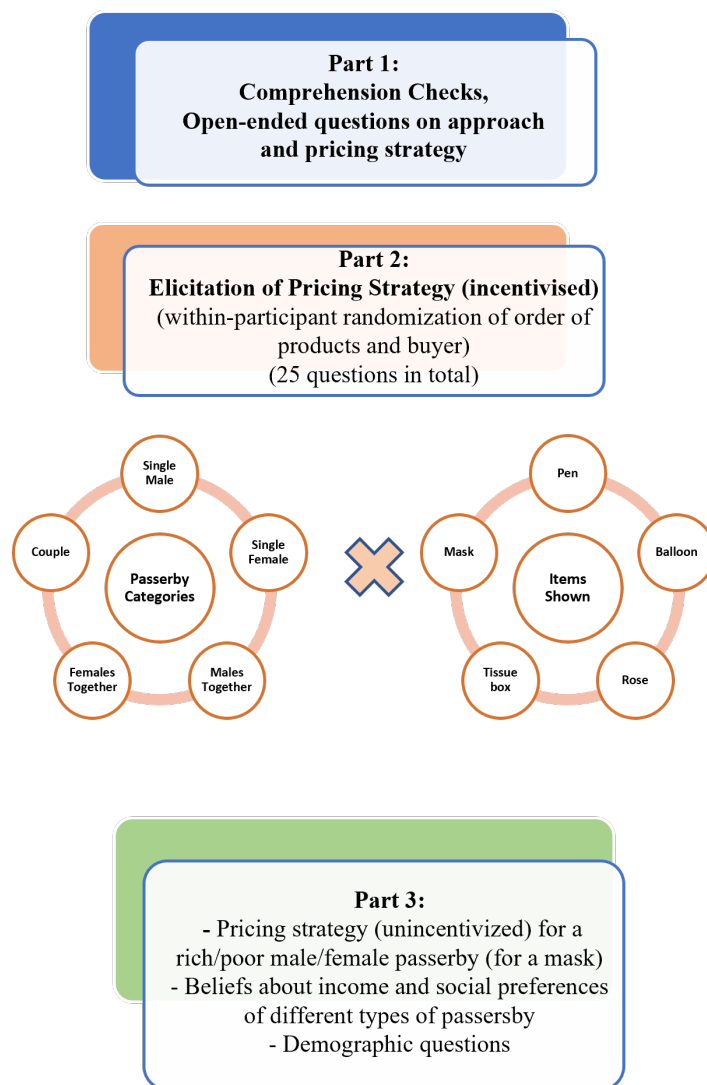 Part 1:
Comprehension Checks,
Open-ended questions on approach
and pricing strategy
Part 2:
Elicitation of Pricing Strategy (incentivised)
(within-participant randomization of order of
products and buyer)
(25 questions in total)
Single
Male
Single
Female
Males
Together
Females
Together
Couple
Passerby
Categories
Pen
Balloon
Rose
Tissue
box
Mask
Items
Shown
Part 3:
- Pricing strategy (unincentivized) for a
rich/poor male/female passerby (for a mask)
- Beliefs about income and social preferences
of different types of passersby
- Demographic questions